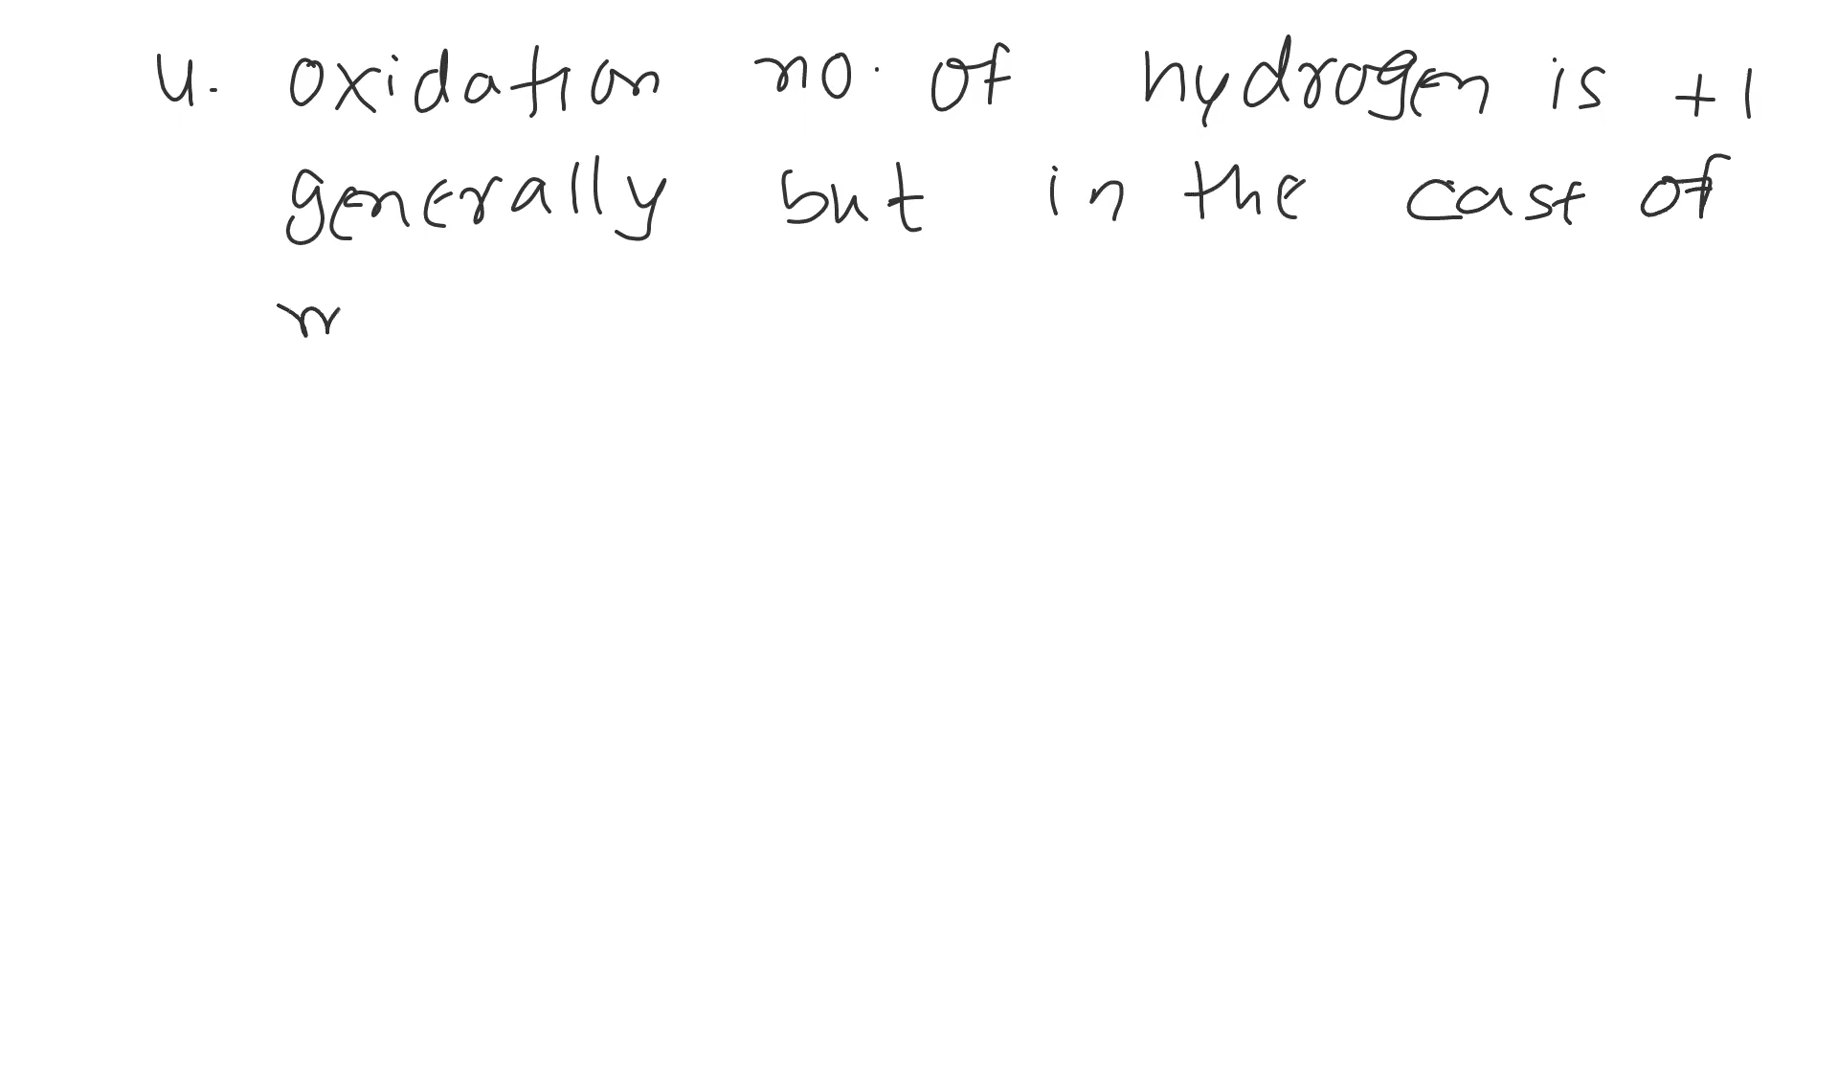 4. oxidation no. of hydrogen is +1
generally but in the case of